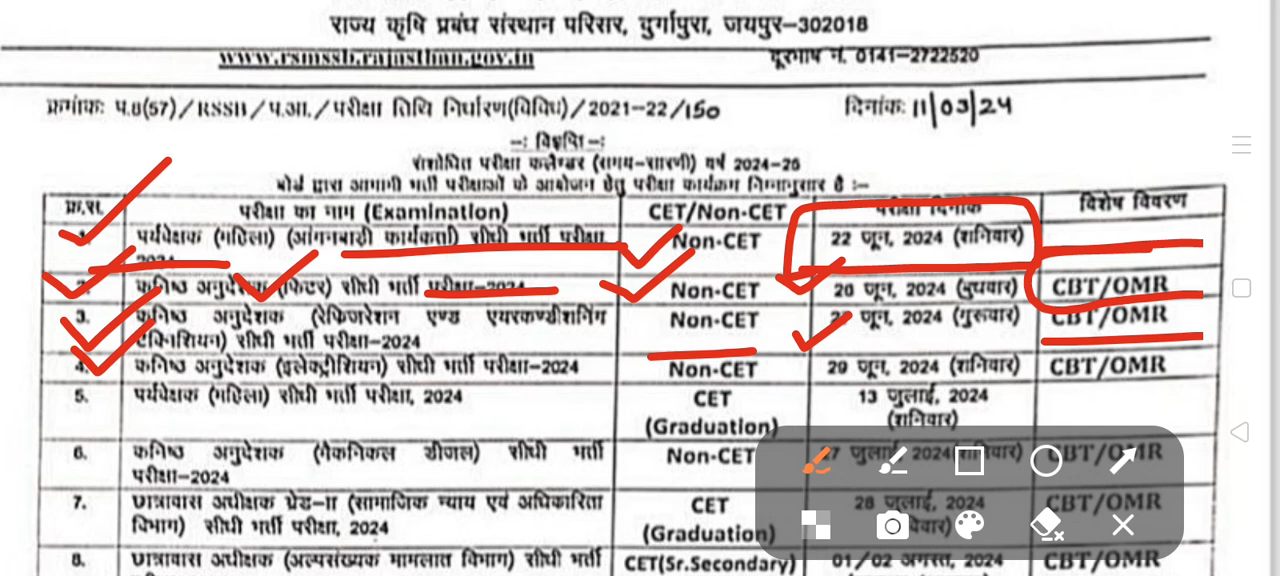 राज्य कृषि प्रबंध संस्थान परिसर, दुर्गापुरा, जयपुर–302018
www.rsmssb.rajasthan.gov.in दूरभाष नं. 0141–2722520
क्रमांकः प.8(57)/RSSB/प.आ./परीक्षा तिथि निर्धारण(विविध)/2021–22/150 दिनांकः 11/03/24
–: विज्ञप्ति –:
संशोधित परीक्षा कलैण्डर (समय–सारणी) वर्ष 2024–25
बोर्ड द्वारा आगामी भर्ती परीक्षाओं के आयोजन हेतु परीक्षा कार्यक्रम निम्नानुसार है :–
क्र.सं. परीक्षा का नाम (Examination) CET/Non-CET परीक्षा दिनांक विशेष विवरण
1. पर्यवेक्षक (महिला) (आंगनबाड़ी कार्यकर्ता) सीधी भर्ती परीक्षा Non-CET 22 जून, 2024 (शनिवार)
2024
2. कनिष्ठ अनुदेशक (फिटर) सीधी भर्ती परीक्षा–2024 Non-CET 26 जून, 2024 (बुधवार) CBT/OMR
3. कनिष्ठ अनुदेशक (रेफ्रिजरेशन एण्ड एयरकण्डीशनिंग Non-CET जून, 2024 (गुरूवार) CBT/OMR
टेक्निशियन) सीधी भर्ती परीक्षा–2024
4. कनिष्ठ अनुदेशक (इलेक्ट्रीशियन) सीधी भर्ती परीक्षा–2024 Non-CET 29 जून, 2024 (शनिवार) CBT/OMR
5. पर्यवेक्षक (महिला) सीधी भर्ती परीक्षा, 2024 CET 13 जुलाई, 2024
(Graduation) (शनिवार)
6. कनिष्ठ अनुदेशक (मैकनिकल डीजल) सीधी भर्ती Non-CET 27 जुलाई, 2024 (शनिवार) CBT/OMR
परीक्षा–2024
7. छात्रावास अधीक्षक ग्रेड–II (सामाजिक न्याय एवं अधिकारिता CET 28 जुलाई, 2024 CBT/OMR
विभाग) सीधी भर्ती परीक्षा, 2024 (Graduation)
8. छात्रावास अधीक्षक (अल्पसंख्यक मामलात विभाग) सीधी भर्ती CET(Sr.Secondary) 01/02 अगस्त, 2024 CBT/OMR